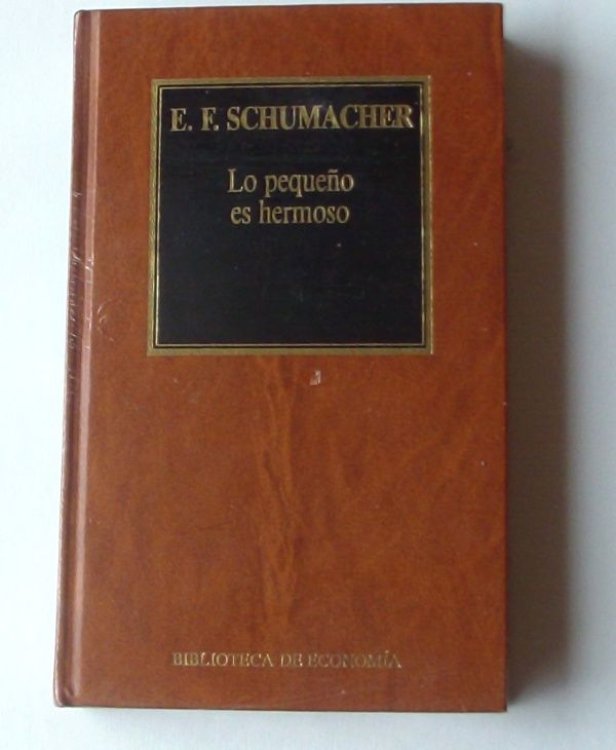 E. F. SCHUMACHER
Lo pequeño
es hermoso
BIBLIOTECA DE ECONOMÍA